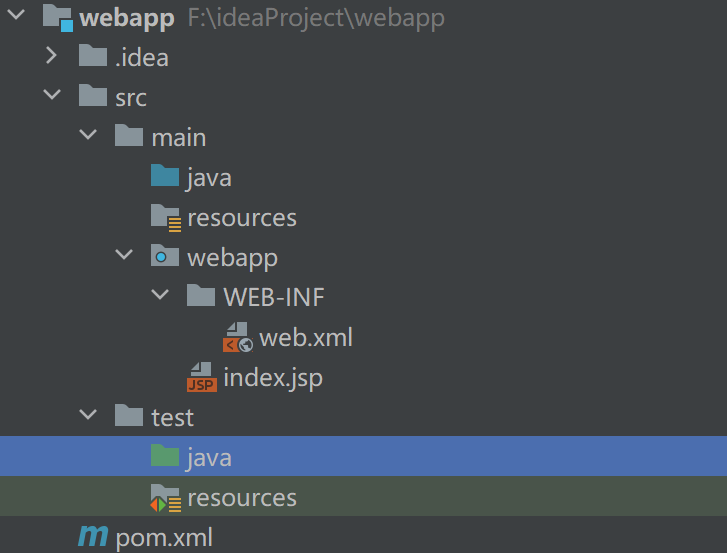 webapp F:\ideaProject\webapp
.idea
src
main
java
resources
webapp
WEB-INF
web.xml
JSP index.jsp
test
java
resources
m pom.xml